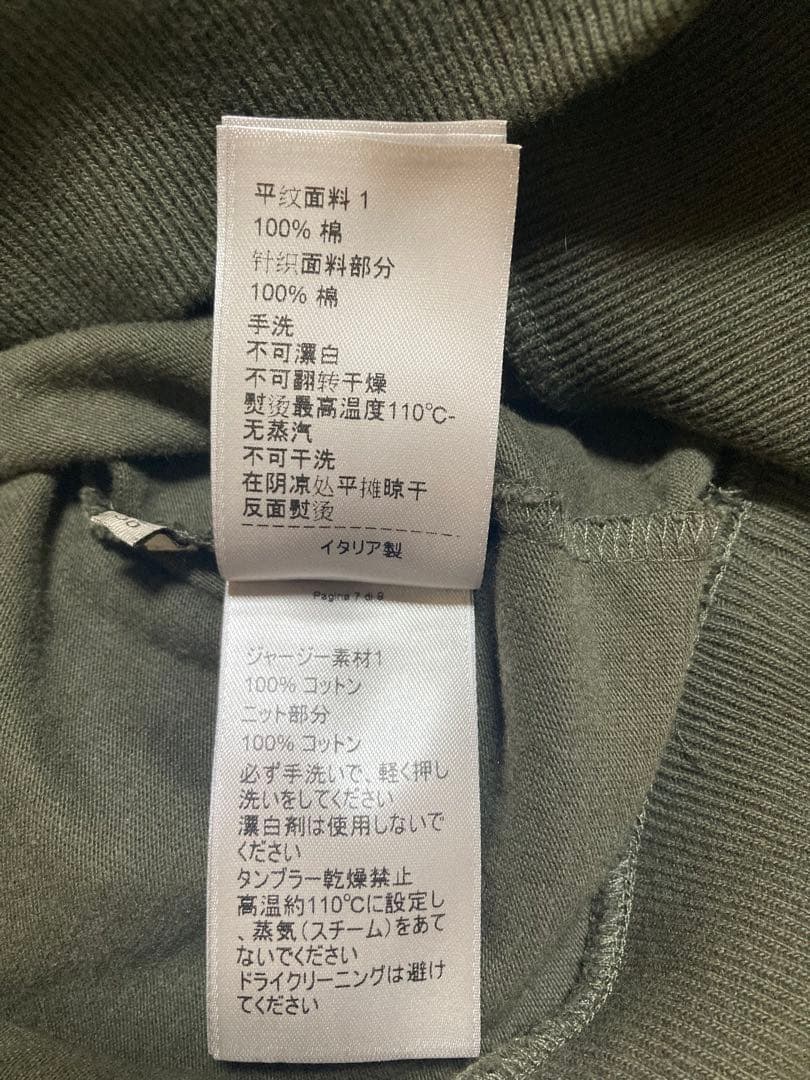 平纹面料 1
100% 棉
针织面料部分
100% 棉
手洗
不可漂白
不可翻转干燥
熨烫最高温度110℃-
无蒸汽
不可干洗
在阴凉处平摊晾干
反面熨烫
イタリア製
Pagina 7 di 9
ジャージー素材1
100% コットン
ニット部分
100% コットン
必ず手洗いで、軽く押し
洗いをしてください
漂白剤は使用しないで
ください
タンブラー乾燥禁止
高温約110℃に設定し
、蒸気(スチーム)をあて
ないでください
ドライクリーニングは避け
てください